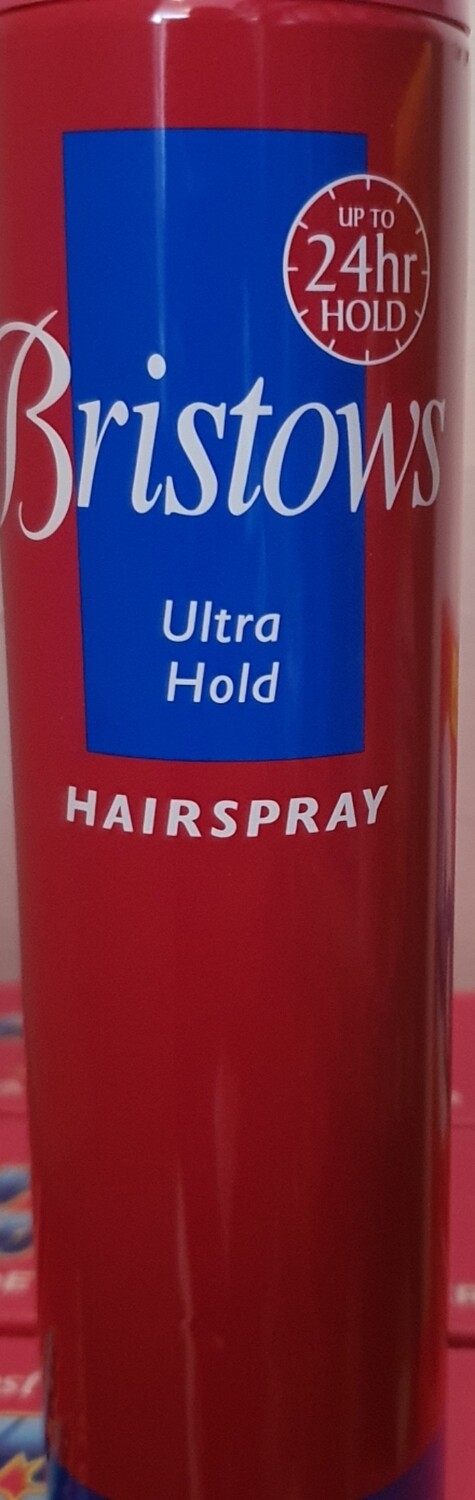 UP TO
24hr
HOLD
Bristows
Ultra
Hold
HAIRSPRAY